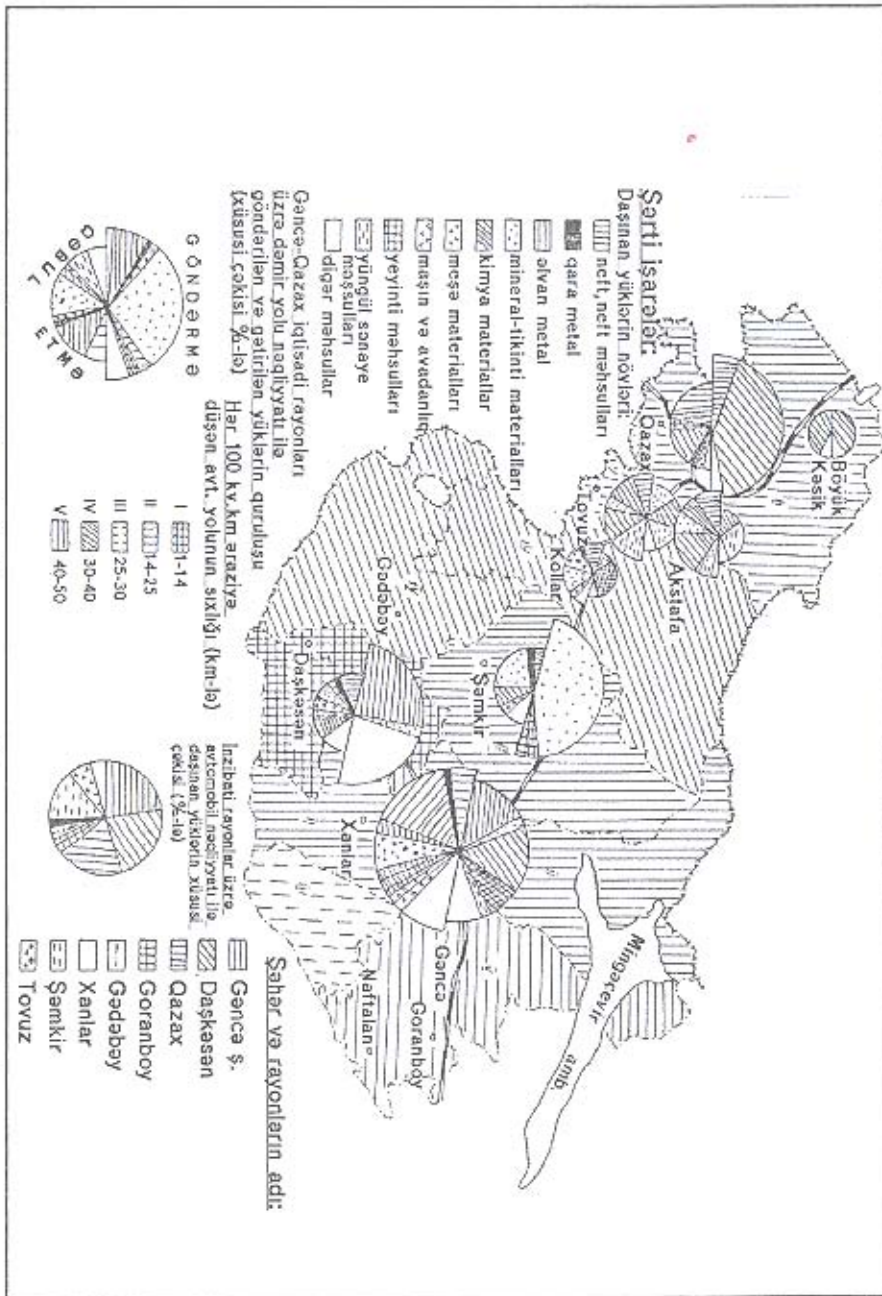 Şərti işarələr:
Daşınan yüklərin növləri:
neft, neft məhsulları
qara metal
əlvan metal
mineral-tikinti materialları
kimya materiallar
meşə materialları
maşın və avadanlıq
yeyinti məhsulları
yüngül sənaye
məşsulları
digər məhsullar
Gəncə-Qazax iqtisadi rayonları
üzrə dəmir yolu nəqliyyatı ilə
göndərilən və gətirilən yüklərin quruluşu
(xüsusi çəkisi %-lə)
GÖNDƏRMƏ
QƏBUL ETMƏ
Hər 100 kv.km əraziyə
düşən avt. yolunun sıxlığı (km-lə)
I 1-14
II 14-25
III 25-30
IV 30-40
V 40-50
İnzibati rayonlar üzrə
avtomobil nəqliyyatı ilə
daşınan yüklərin xüsusi
çəkisi (%-lə)
Şəhər və rayonların adı:
Gəncə ş.
Daşkəsən
Qazax
Goranboy
Gədəbəy
Xanlar
Şəmkir
Tovuz
Böyük
Kəsik
Qazax
Akstafa
Tovuz
Kollar
Gədəbəy
Şəmkir
Daşkəsən
Xanlar
Gəncə
Goranboy
Naftalan
Mingəçevir
amb.